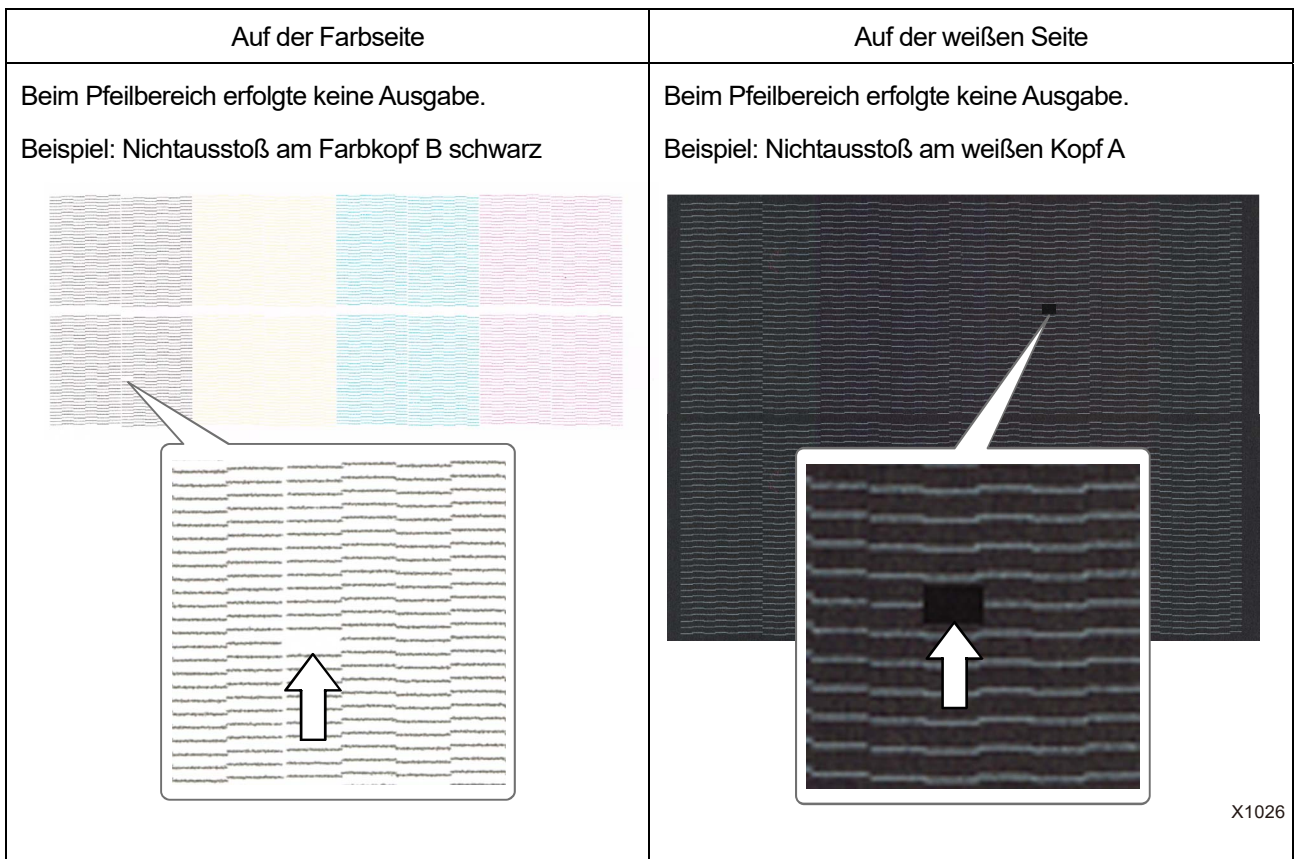 Auf der Farbseite
Auf der weißen Seite
Beim Pfeilbereich erfolgte keine Ausgabe.
Beispiel: Nichtausstoß am Farbkopf B schwarz
Beim Pfeilbereich erfolgte keine Ausgabe.
Beispiel: Nichtausstoß am weißen Kopf A
X1026